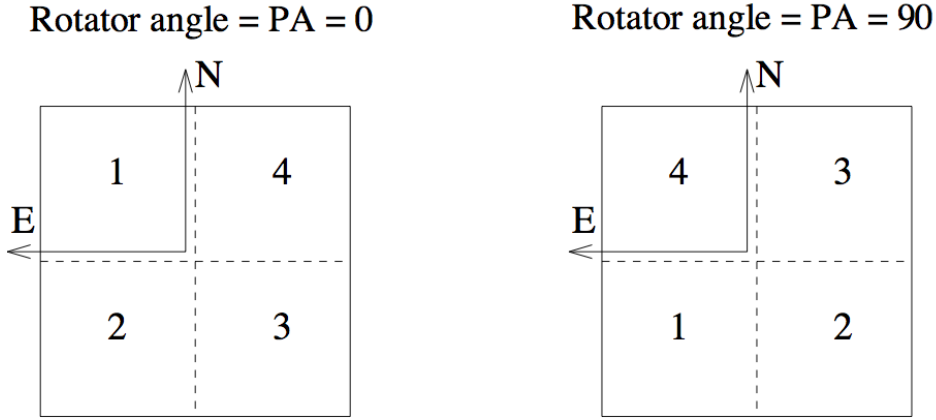 Rotator angle = PA = 0
N
1
4
E
2
3
Rotator angle = PA = 90
N
4
3
E
1
2